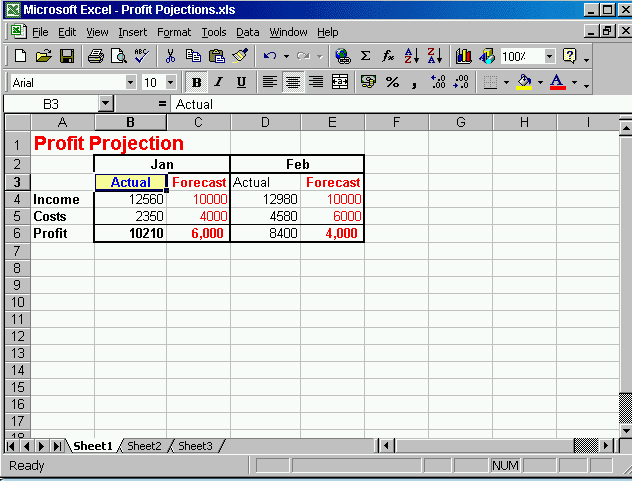 Microsoft Excel - Profit Pojections.xls
File Edit View Insert Format Tools Data Window Help
100%
Arial 10 B I U
B3 = Actual
A B C D E F G H I
1 Profit Projection
2 Jan Feb
3 Actual Forecast Actual Forecast
4 Income 12560 10000 12980 10000
5 Costs 2350 4000 4580 6000
6 Profit 10210 6,000 8400 4,000
7
8
9
10
11
12
13
14
15
16
17
18
Sheet1 Sheet2 Sheet3
Ready NUM